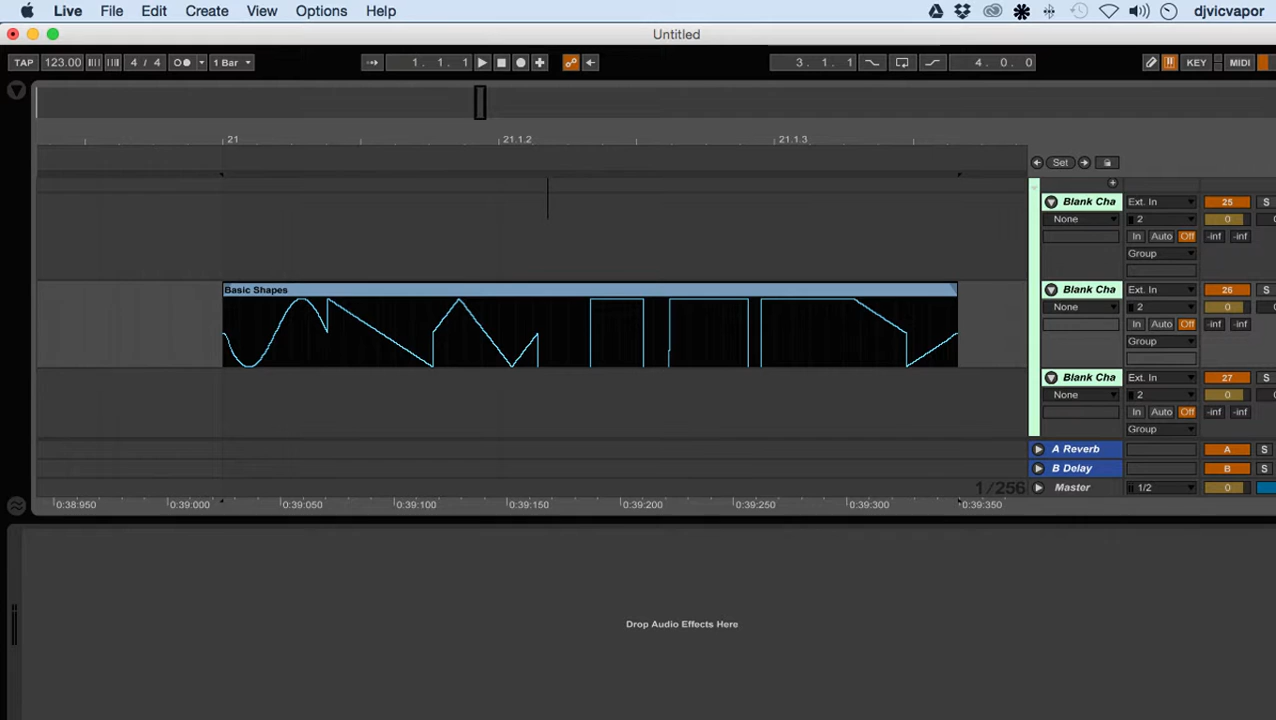 Live File Edit Create View Options Help djvicvapor
Untitled
TAP 123.00 4 / 4 1 Bar 1. 1. 1 3. 1. 1 4. 0. 0 KEY MIDI
21 21.1.2 21.1.3
Set
Blank Cha Ext. In 25 S
None 2 0
In Auto Off -inf -inf
Group
Basic Shapes
Blank Cha Ext. In 26 S
None 2 0
In Auto Off -inf -inf
Group
Blank Cha Ext. In 27 S
None 2 0
In Auto Off -inf -inf
Group
A Reverb A S
B Delay B S
1/256 Master 1/2 0
0:38:950 0:39:000 0:39:050 0:39:100 0:39:150 0:39:200 0:39:250 0:39:300 0:39:350
Drop Audio Effects Here